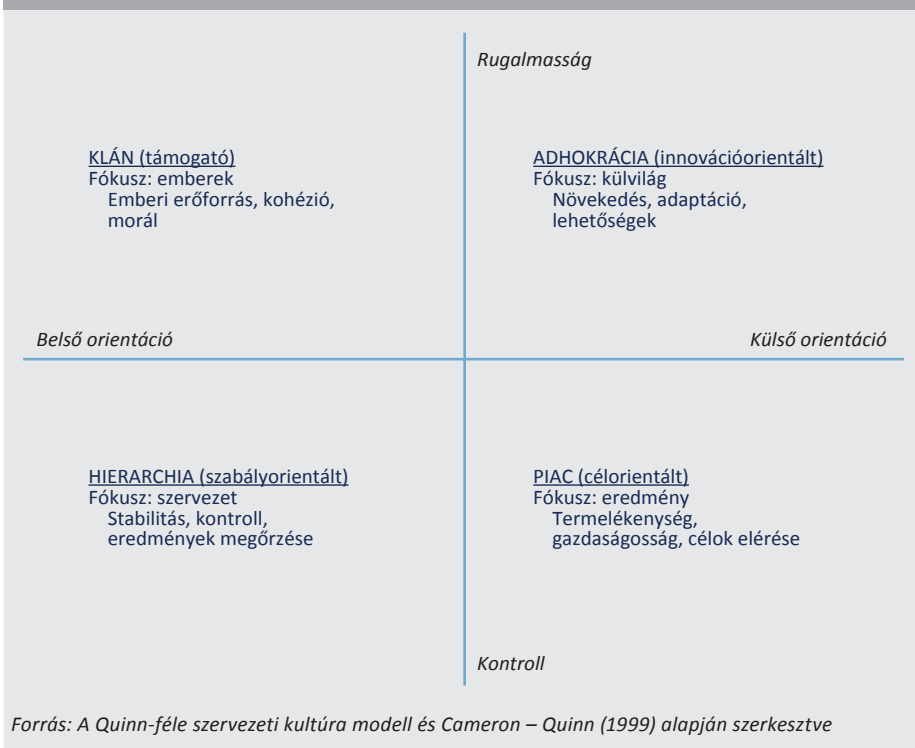 Rugalmasság
KLÁN (támogató)
Fókusz: emberek
Emberi erőforrás, kohézió,
morál
ADHOKRÁCIA (innovációorientált)
Fókusz: külvilág
Növekedés, adaptáció,
lehetőségek
Belső orientáció
Külső orientáció
HIERARCHIA (szabályorientált)
Fókusz: szervezet
Stabilitás, kontroll,
eredmények megőrzése
PIAC (célorientált)
Fókusz: eredmény
Termelékenység,
gazdaságosság, célok elérése
Kontroll
Forrás: A Quinn-féle szervezeti kultúra modell és Cameron – Quinn (1999) alapján szerkesztve